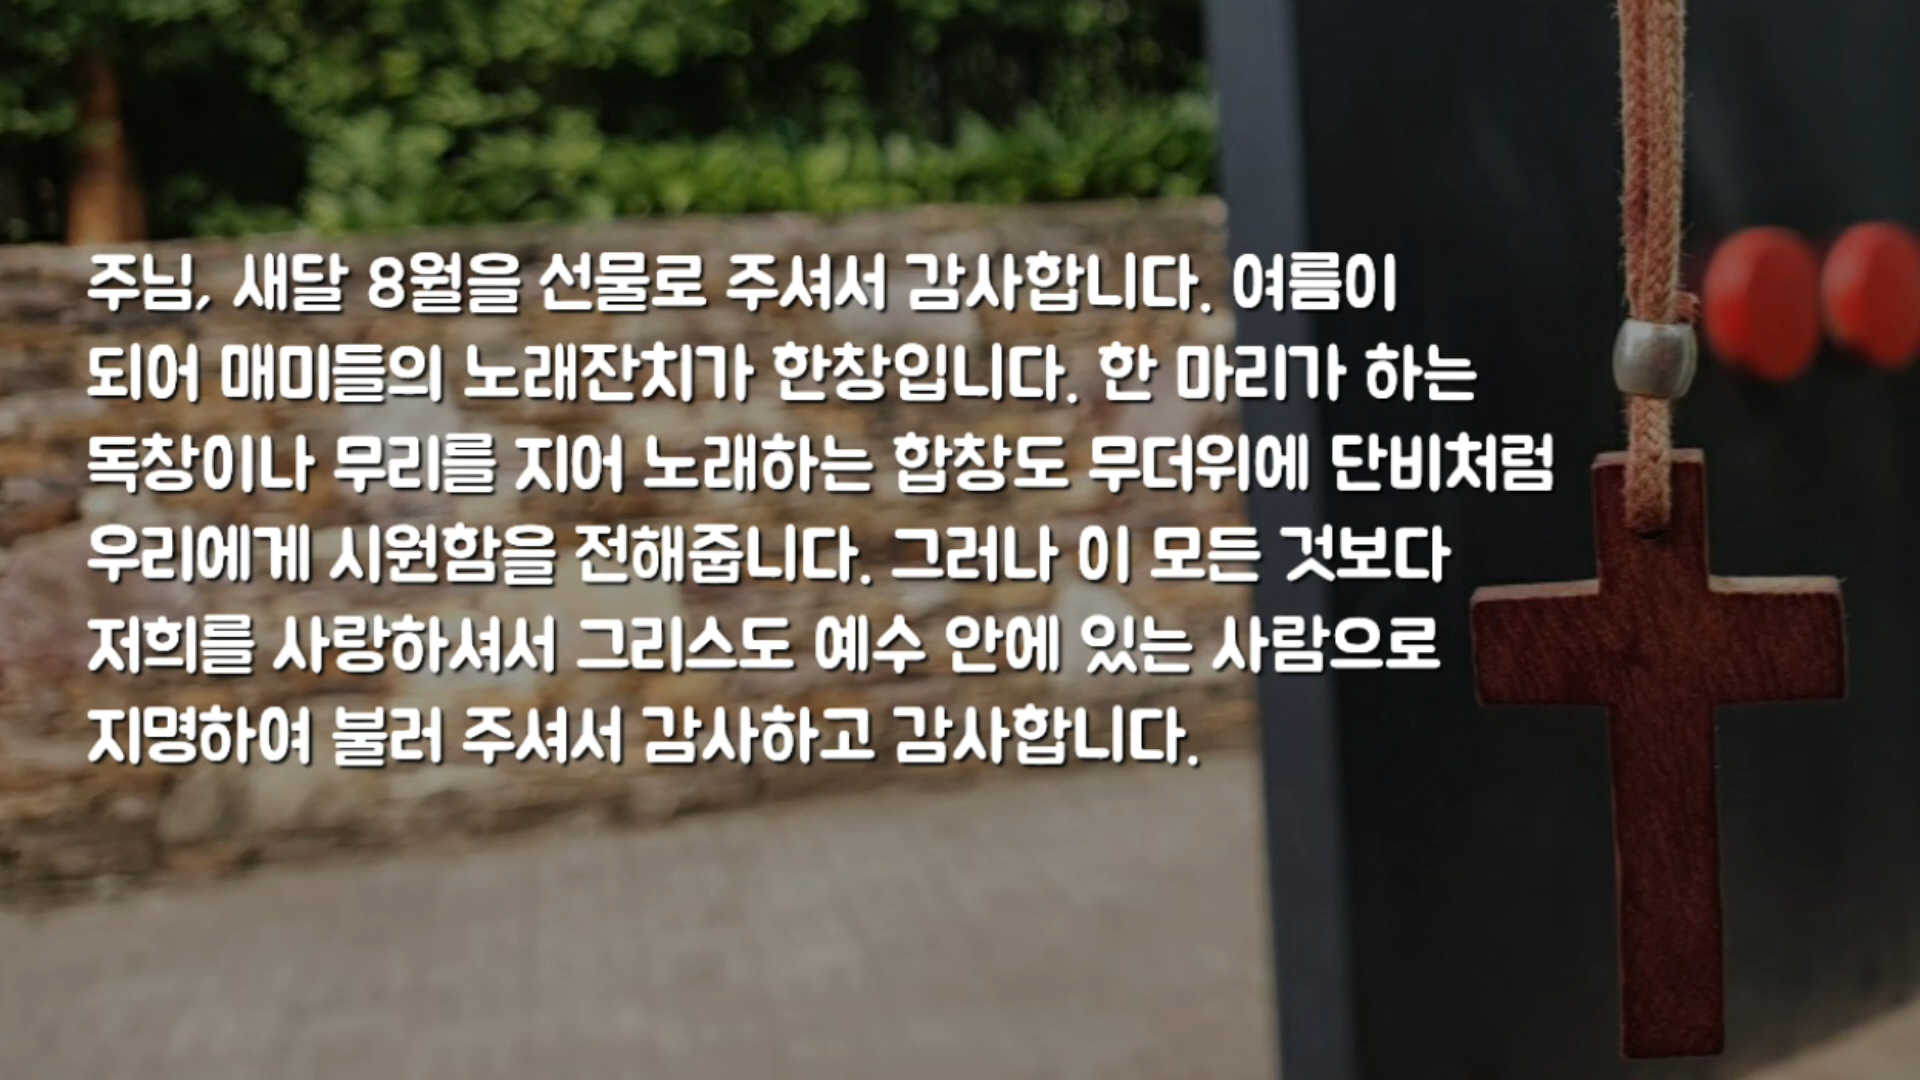 주님, 새달 8월을 선물로 주셔서 감사합니다. 여름이
되어 매미들의 노래잔치가 한창입니다. 한 마리가 하는
독창이나 무리를 지어 노래하는 합창도 무더위에 단비처럼
우리에게 시원함을 전해줍니다. 그러나 이 모든 것보다
저희를 사랑하셔서 그리스도 예수 안에 있는 사람으로
지명하여 불러 주셔서 감사하고 감사합니다.